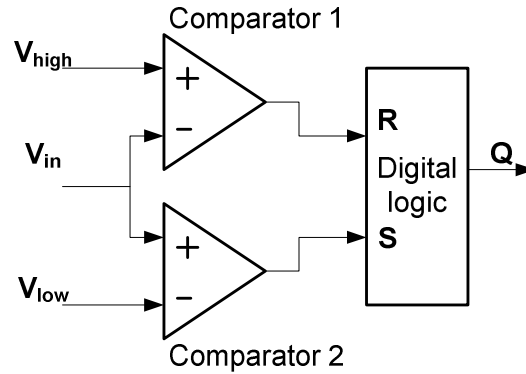 Comparator 1
Vhigh
+
−
R
Vin
Digital
logic
Q
+
S
−
Vlow
Comparator 2